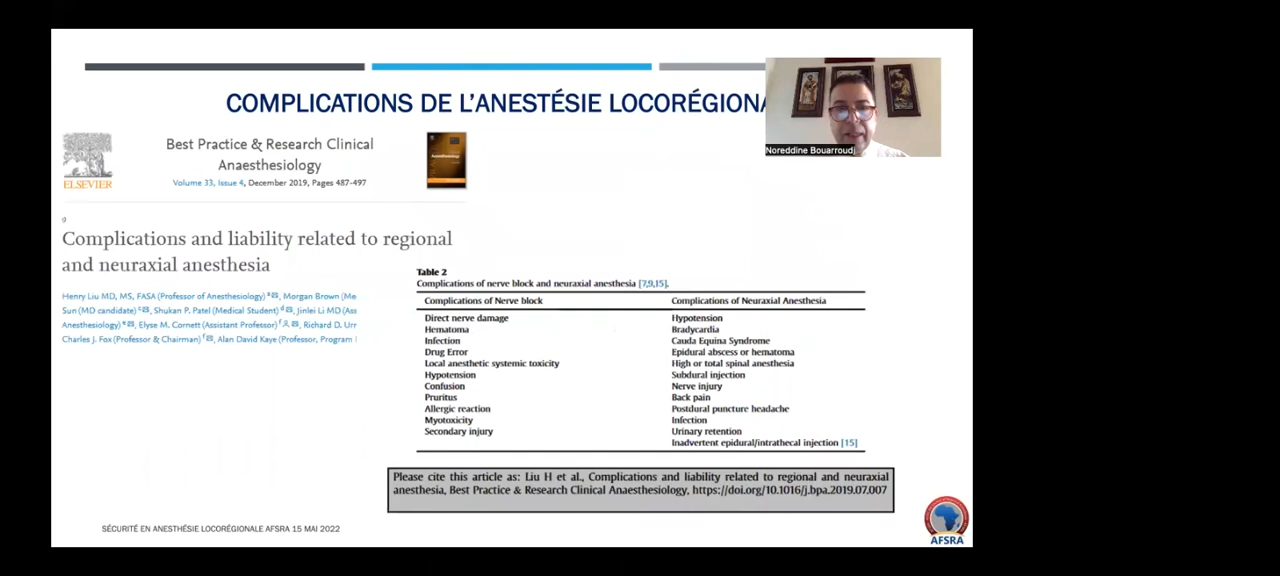 COMPLICATIONS DE L'ANESTÉSIE LOCORÉGIONA
Noreddine Bouarroudj
ELSEVIER
Best Practice & Research Clinical
Anaesthesiology
Volume 33, Issue 4, December 2019, Pages 487-497
Anaesthesiology
Complications and liability related to regional
and neuraxial anesthesia
Henry Liu MD, MS, FASA (Professor of Anesthesiology) , Morgan Brown (Me
Sun (MD candidate) , Shukan P. Patel (Medical Student) , Jinlei Li MD (Ass
Anesthesiology) , Elyse M. Cornett (Assistant Professor) , Richard D. Urr
Charles J. Fox (Professor & Chairman) , Alan David Kaye (Professor, Program
Table 2
Complications of nerve block and neuraxial anesthesia [7,9,15].
Complications of Nerve block Complications of Neuraxial Anesthesia
Direct nerve damage Hypotension
Hematoma Bradycardia
Infection Cauda Equina Syndrome
Drug Error Epidural abscess or hematoma
Local anesthetic systemic toxicity High or total spinal anesthesia
Hypotension Subdural injection
Confusion Nerve injury
Pruritus Back pain
Allergic reaction Postdural puncture headache
Myotoxicity Infection
Secondary injury Urinary retention
Inadvertent epidural/intrathecal injection [15]
Please cite this article as: Liu H et al., Complications and liability related to regional and neuraxial
anesthesia, Best Practice & Research Clinical Anaesthesiology, https://doi.org/10.1016/j.bpa.2019.07.007
SÉCURITÉ EN ANESTHÉSIE LOCORÉGIONALE AFSRA 15 MAI 2022
AFSRA